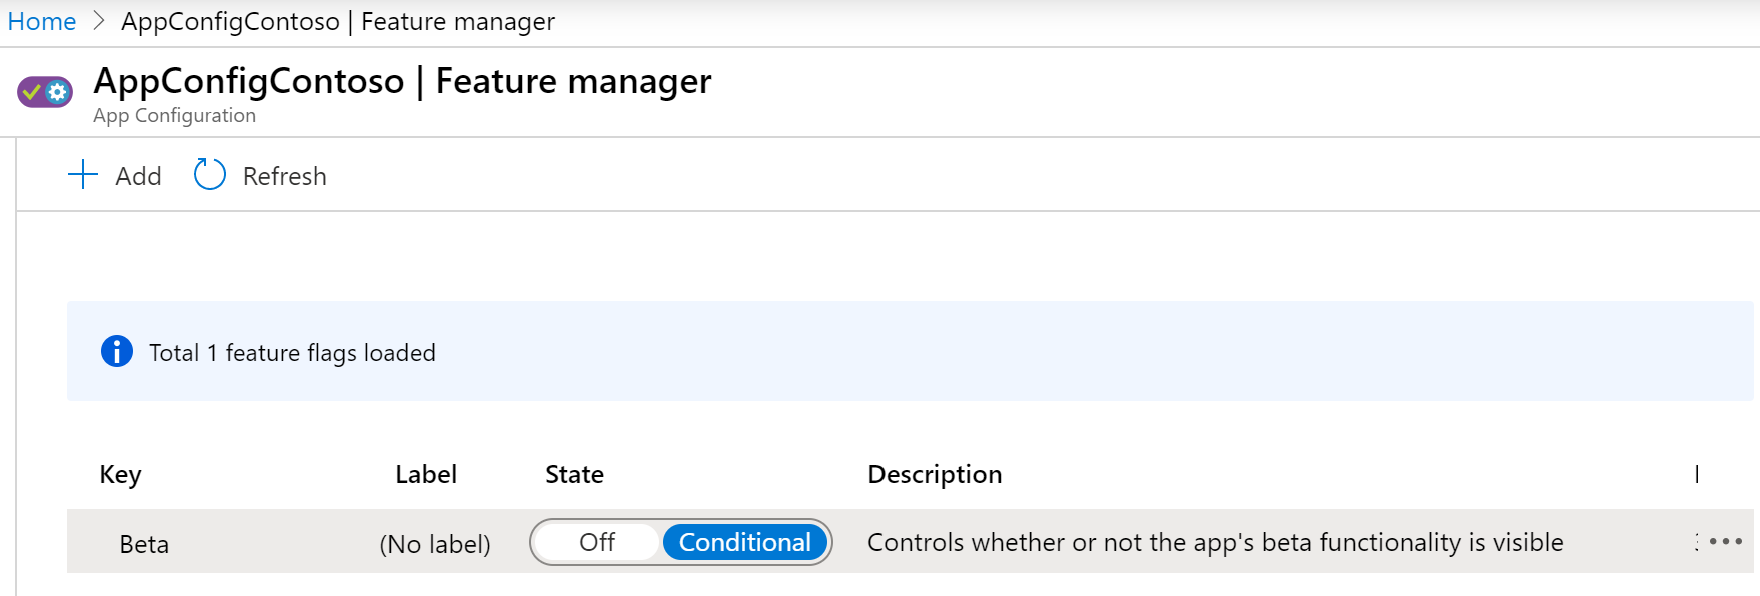 Home > AppConfigContoso | Feature manager
AppConfigContoso | Feature manager
App Configuration
Add Refresh
Total 1 feature flags loaded
Key Label State Description
Beta (No label) Off Conditional Controls whether or not the app's beta functionality is visible